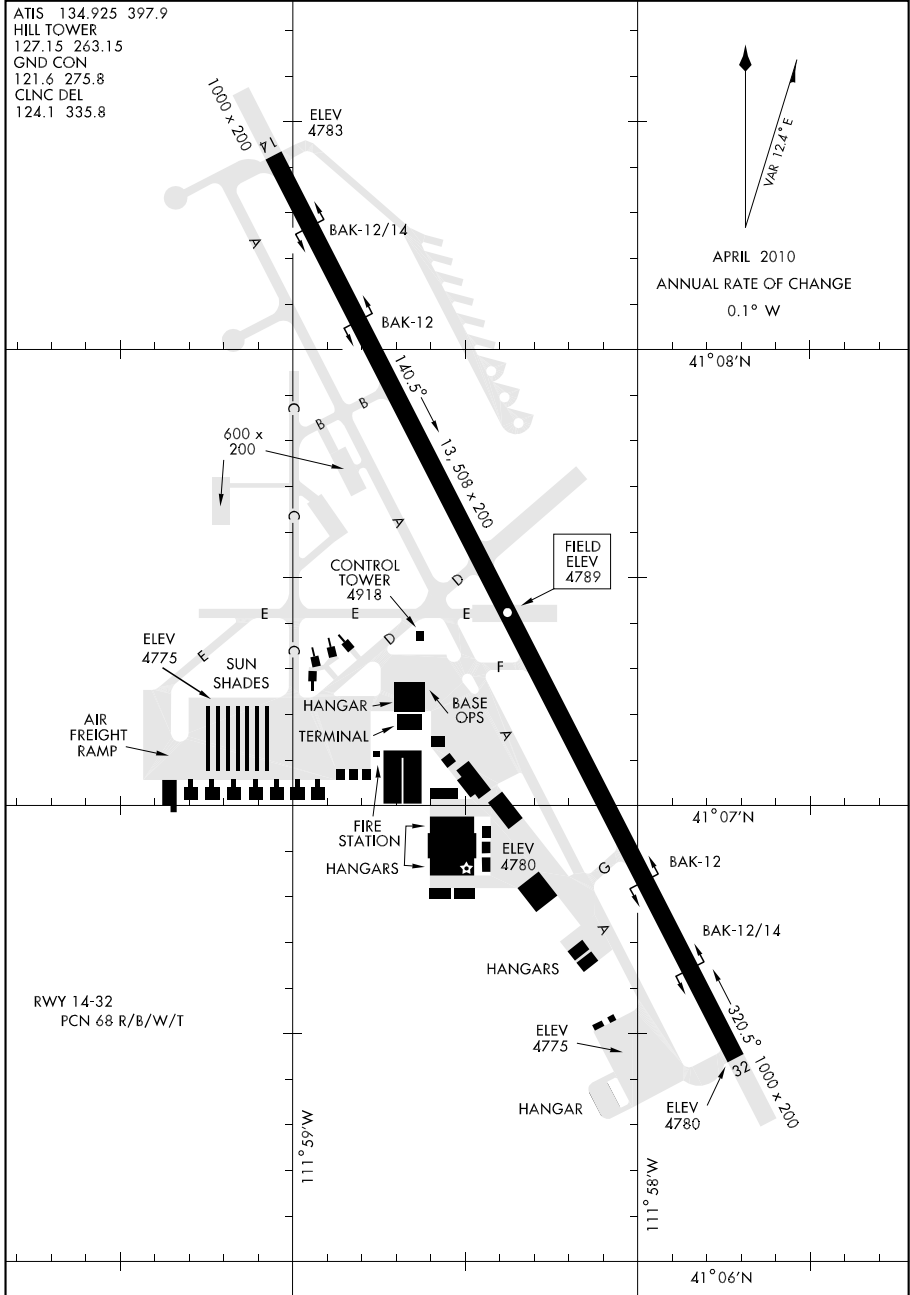 ATIS 134.925 397.9
HILL TOWER
127.15 263.15
GND CON
121.6 275.8
CLNC DEL
124.1 335.8
1000 x 200
ELEV
4783
14
VAR 12.4°E
A
BAK-12/14
APRIL 2010
ANNUAL RATE OF CHANGE
0.1° W
BAK-12
41°08'N
140.5°
C
B
B
600 x
200
13, 508 x 200
C
A
FIELD
ELEV
4789
CONTROL
TOWER
4918
D
E
E
E
D
C
E
ELEV
4775
SUN
SHADES
F
HANGAR
BASE
OPS
AIR
FREIGHT
RAMP
TERMINAL
A
41°07'N
FIRE
STATION
HANGARS
ELEV
4780
G
BAK-12
A
BAK-12/14
HANGARS
RWY 14-32
PCN 68 R/B/W/T
320.5°
ELEV
4775
32
1000 x 200
HANGAR
ELEV
4780
111°59'W
111°58'W
41°06'N